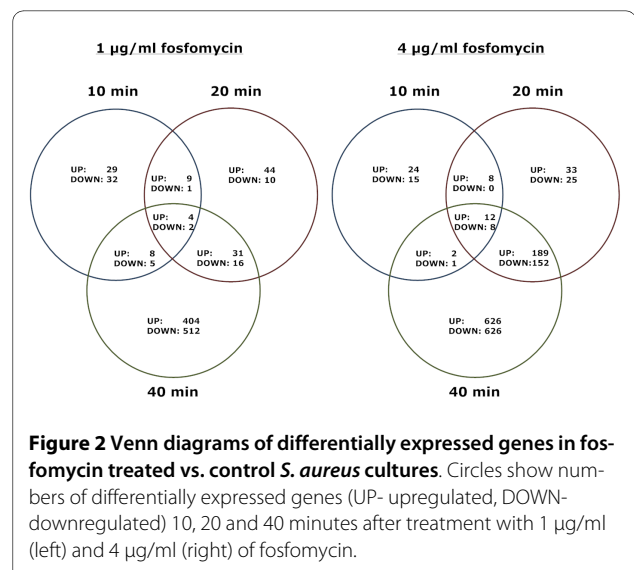 1 µg/ml fosfomycin
10 min
20 min
UP: 29
DOWN: 32
UP: 9
DOWN: 1
UP: 44
DOWN: 10
UP: 4
DOWN: 2
UP: 8
DOWN: 5
UP: 31
DOWN: 16
UP: 404
DOWN: 512
40 min
4 µg/ml fosfomycin
10 min
20 min
UP: 24
DOWN: 15
UP: 8
DOWN: 0
UP: 33
DOWN: 25
UP: 12
DOWN: 8
UP: 2
DOWN: 1
UP: 189
DOWN:152
UP: 626
DOWN: 626
40 min
Figure 2 Venn diagrams of differentially expressed genes in fos-
fomycin treated vs. control S. aureus cultures. Circles show num-
bers of differentially expressed genes (UP- upregulated, DOWN-
downregulated) 10, 20 and 40 minutes after treatment with 1 µg/ml
(left) and 4 µg/ml (right) of fosfomycin.